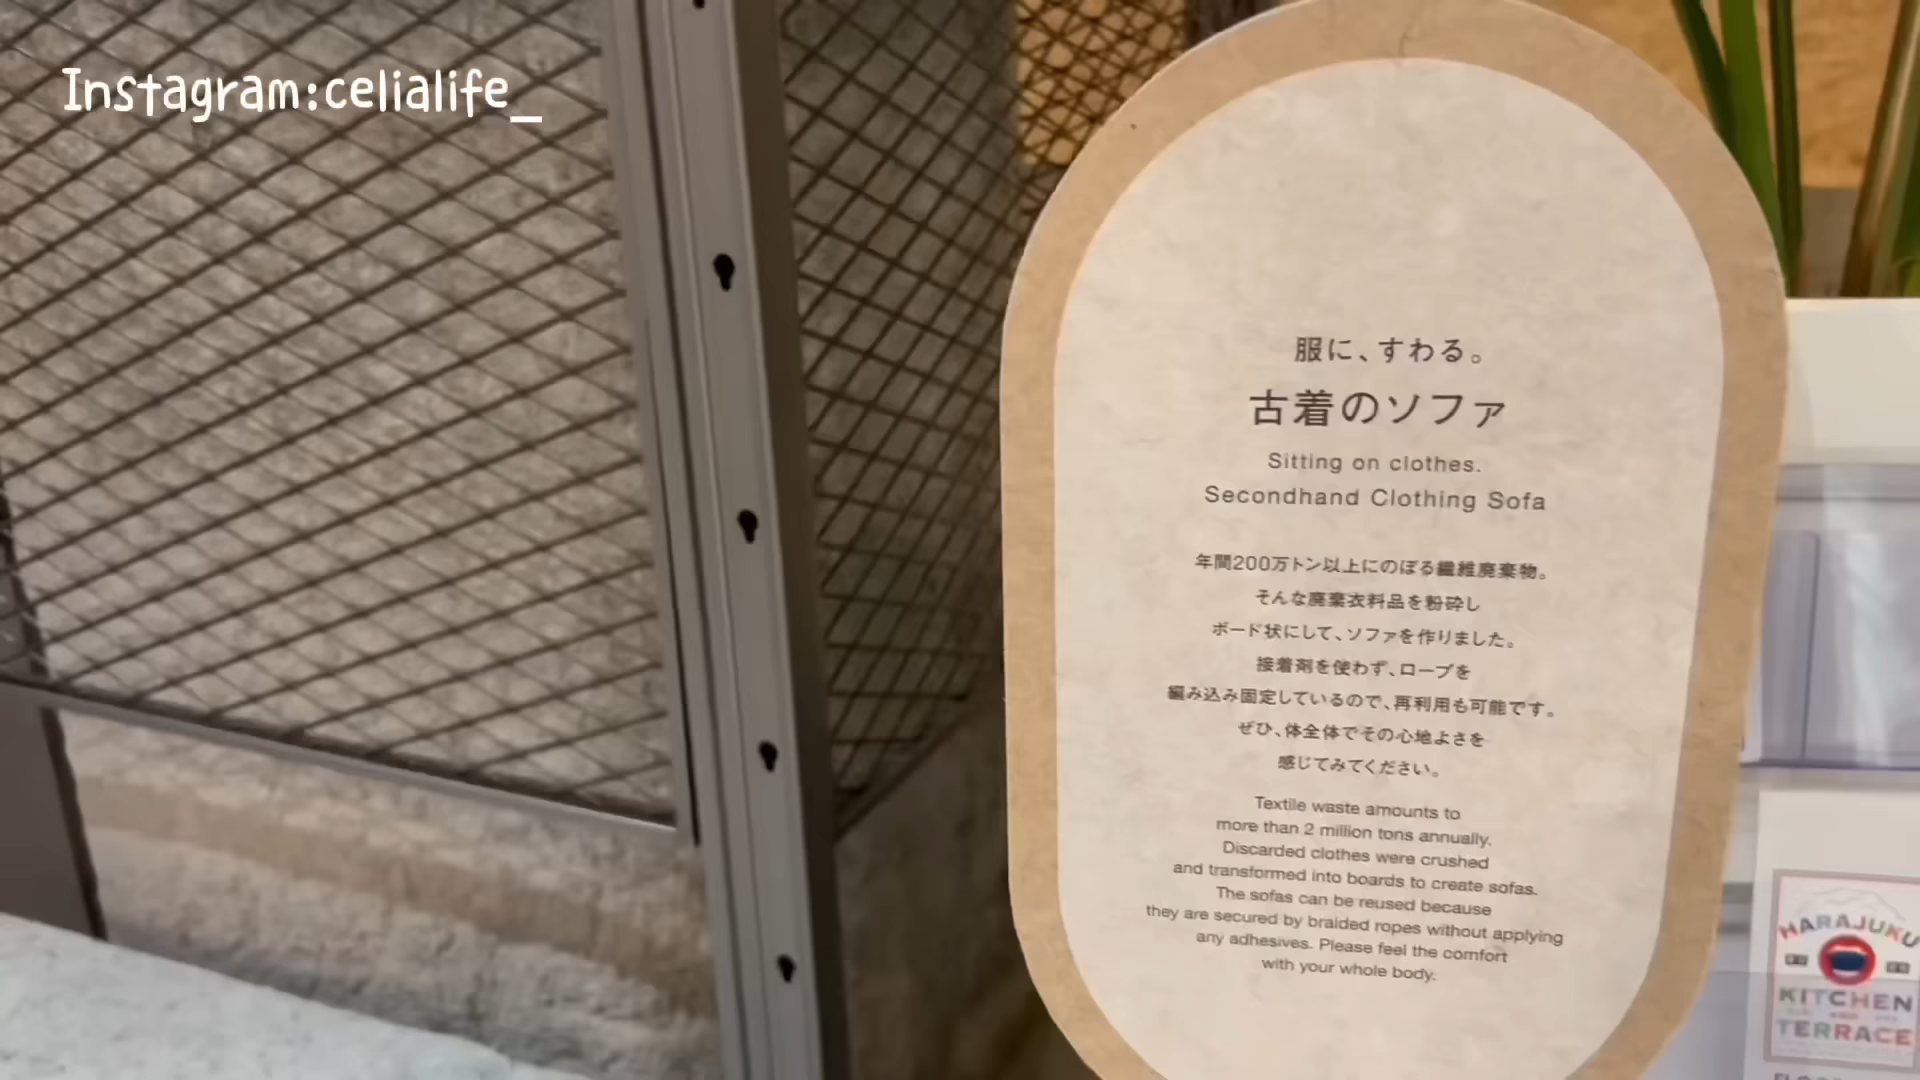 Instagram:celialife_
服に、すわる。
古着のソファ
Sitting on clothes.
Secondhand Clothing Sofa
年間200万トン以上にのぼる繊維廃棄物。
そんな廃棄衣料品を粉砕し
ボード状にして、ソファを作りました。
接着剤を使わず、ロープを
編み込み固定しているので、再利用も可能です。
ぜひ、体全体でその心地よさを
感じてみてください。
Textile waste amounts to
more than 2 million tons annually.
Discarded clothes were crushed
and transformed into boards to create sofas.
The sofas can be reused because
they are secured by braided ropes without applying
any adhesives. Please feel the comfort
with your whole body.
HARAJUKU
KITCHEN
AND
TERRACE